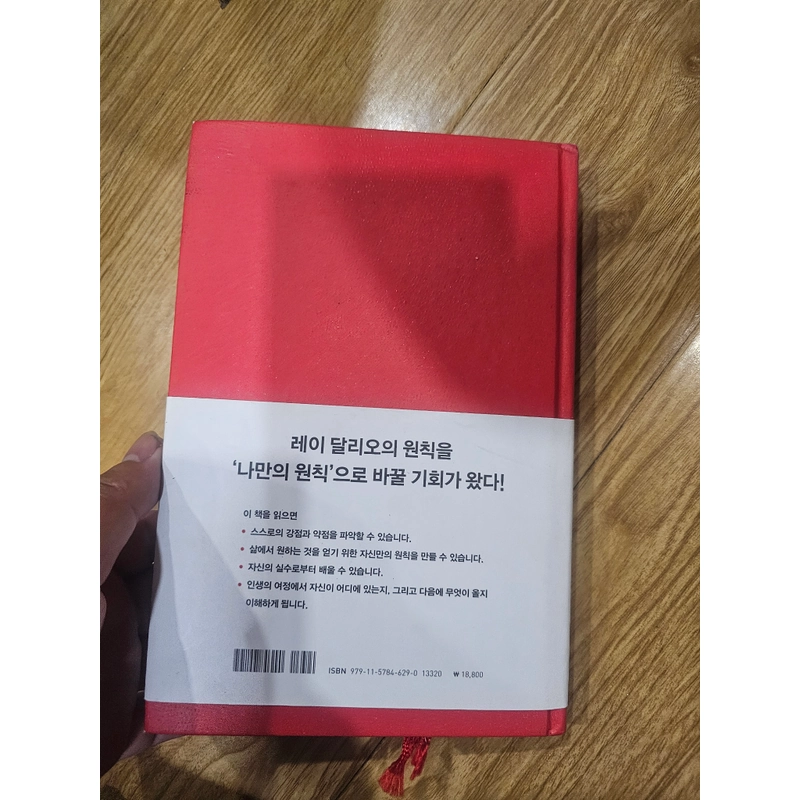 레이 달리오의 원칙을
‘나만의 원칙’으로 바꿀 기회가 왔다!
이 책을 읽으면
• 스스로의 강점과 약점을 파악할 수 있습니다.
• 삶에서 원하는 것을 얻기 위한 자신만의 원칙을 만들 수 있습니다.
• 자신의 실수로부터 배울 수 있습니다.
• 인생의 여정에서 자신이 어디에 있는지, 그리고 다음에 무엇이 올지
이해하게 됩니다.
ISBN 979-11-5784-629-0 13320 ₩ 18,800